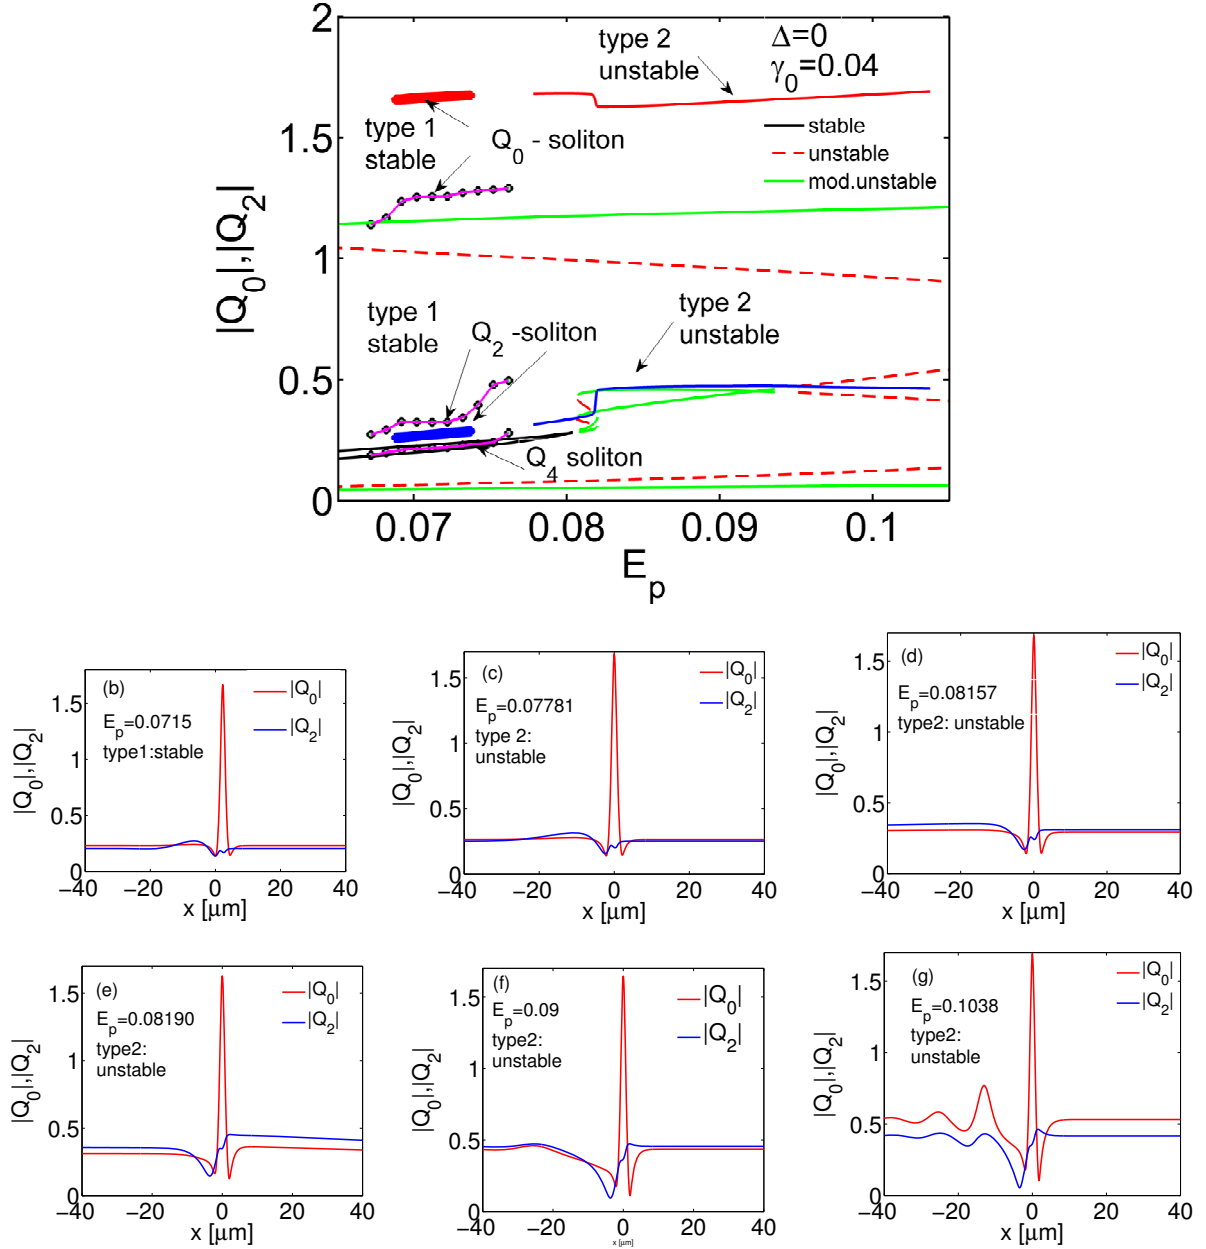 2
1.5
1
0.5
0
|Q0|,|Q2|
type 2
unstable
Δ=0
γ0=0.04
type 1
stable
Q0 - soliton
stable
unstable
mod.unstable
type 1
stable
Q2 -soliton
type 2
unstable
Q4 soliton
0.07 0.08 0.09 0.1
Ep
(b)
Ep=0.0715
type1:stable
|Q0|
|Q2|
|Q0|,|Q2|
1.5
1
0.5
0
−40 −20 0 20 40
x [μm]
(c)
Ep=0.07781
type 2:
unstable
|Q0|
|Q2|
|Q0|,|Q2|
1.5
1
0.5
0
−40 −20 0 20 40
x [μm]
(d)
Ep=0.08157
type2: unstable
|Q0|
|Q2|
|Q0|,|Q2|
1.5
1
0.5
0
−40 −20 0 20 40
x [μm]
(e)
Ep=0.08190
type2:
unstable
|Q0|
|Q2|
|Q0|,|Q2|
1.5
1
0.5
0
−40 −20 0 20 40
x [μm]
(f)
Ep=0.09
type2:
unstable
|Q0|
|Q2|
|Q0|,|Q2|
1.5
1
0.5
0
−40 −20 0 20 40
x [μm]
(g)
Ep=0.1038
type2:
unstable
|Q0|
|Q2|
|Q0|,|Q2|
1.5
1
0.5
0
−40 −20 0 20 40
x [μm]